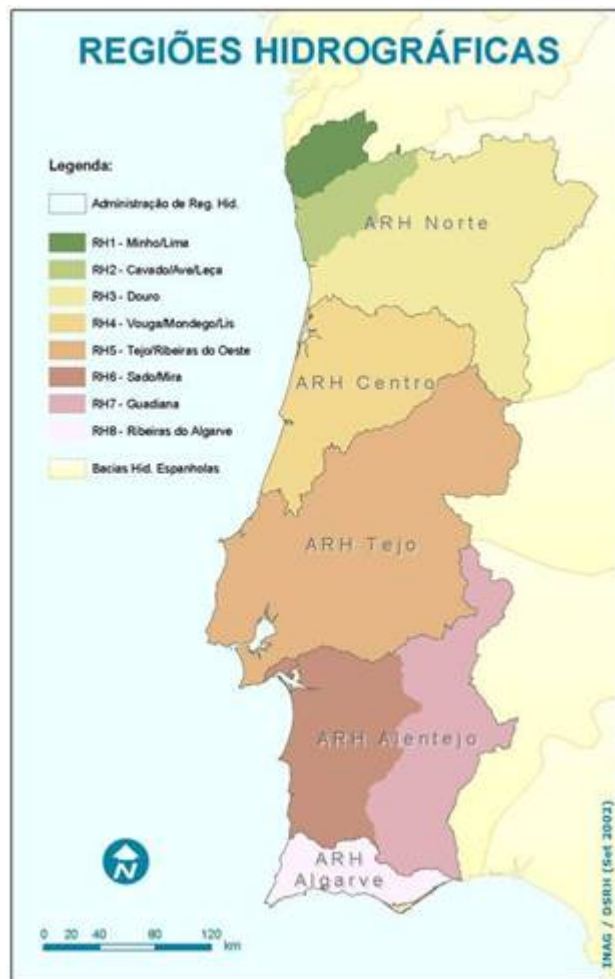 REGIÕES HIDROGRÁFICAS
Legenda:
Administração de Reg. Hid.
RH1 - Minho/Lima
RH2 - Cavado/Ave/Leça
RH3 - Douro
RH4 - Vouga/Mondego/Lis
RH5 - Tejo/Ribeiras do Oeste
RH6 - Sado/Mira
RH7 - Guadiana
RH8 - Ribeiras do Algarve
Bacias Hid. Espanholas
ARH Norte
ARH Centro
ARH Tejo
ARH Alentejo
ARH
Algarve
N
0 20 40 80 120
km
INAG / DSRH (Set 2002)